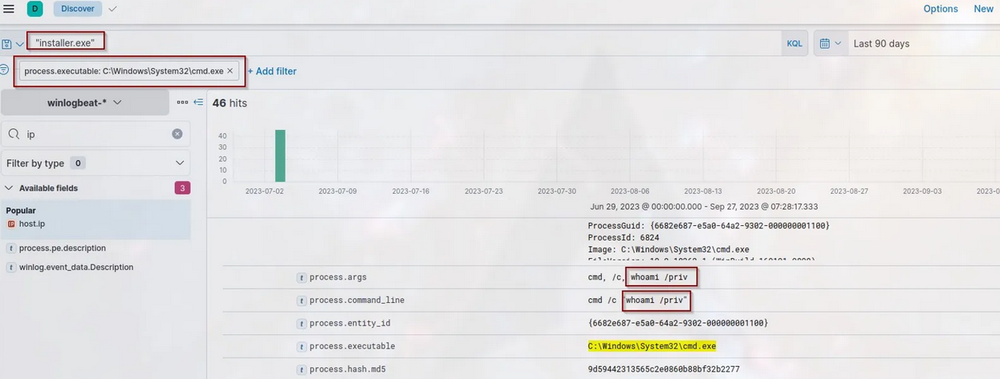 D Discover Options New
"installer.exe" KQL Last 90 days
process.executable: C:\Windows\System32\cmd.exe × + Add filter
winlogbeat-* 46 hits
ip
Filter by type 0
Available fields 3
Popular
host.ip
process.pe.description
winlog.event_data.Description
40
30
20
10
0
2023-07-02 2023-07-09 2023-07-16 2023-07-23 2023-07-30 2023-08-06 2023-08-13 2023-08-20 2023-08-27 2023-09-03 2023-0
Jun 29, 2023 @ 00:00:00.000 - Sep 27, 2023 @ 07:28:17.333
ProcessGuid: {6682e687-e5a0-64a2-9302-000000001100}
ProcessId: 6824
Image: C:\Windows\System32\cmd.exe
t process.args cmd, /c, whoami /priv
t process.command_line cmd /c "whoami /priv"
t process.entity_id {6682e687-e5a0-64a2-9302-000000001100}
t process.executable C:\Windows\System32\cmd.exe
t process.hash.md5 9d59442313565c2e0860b88bf32b2277